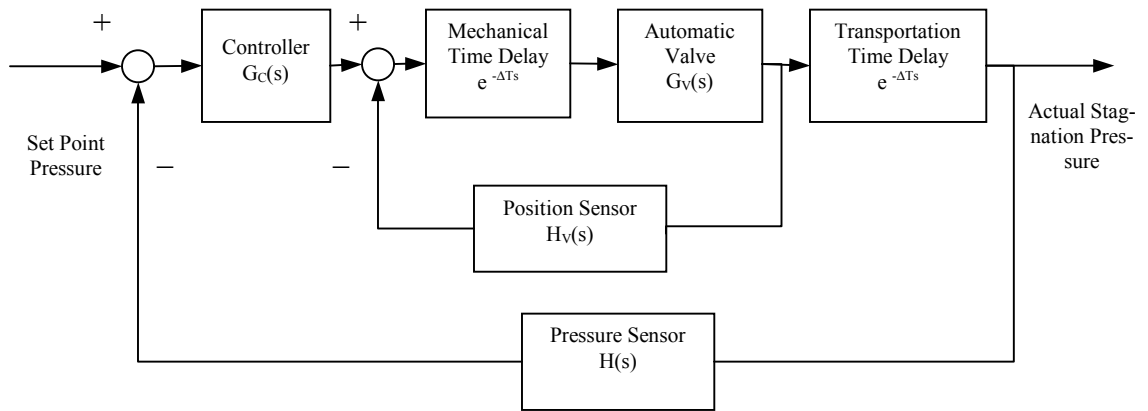 +
Controller
G_C(s)
+
Mechanical
Time Delay
e^-ΔTs
Automatic
Valve
G_V(s)
Transportation
Time Delay
e^-ΔTs
Set Point
Pressure
−
−
Actual Stag-
nation Pres-
sure
Position Sensor
H_V(s)
Pressure Sensor
H(s)